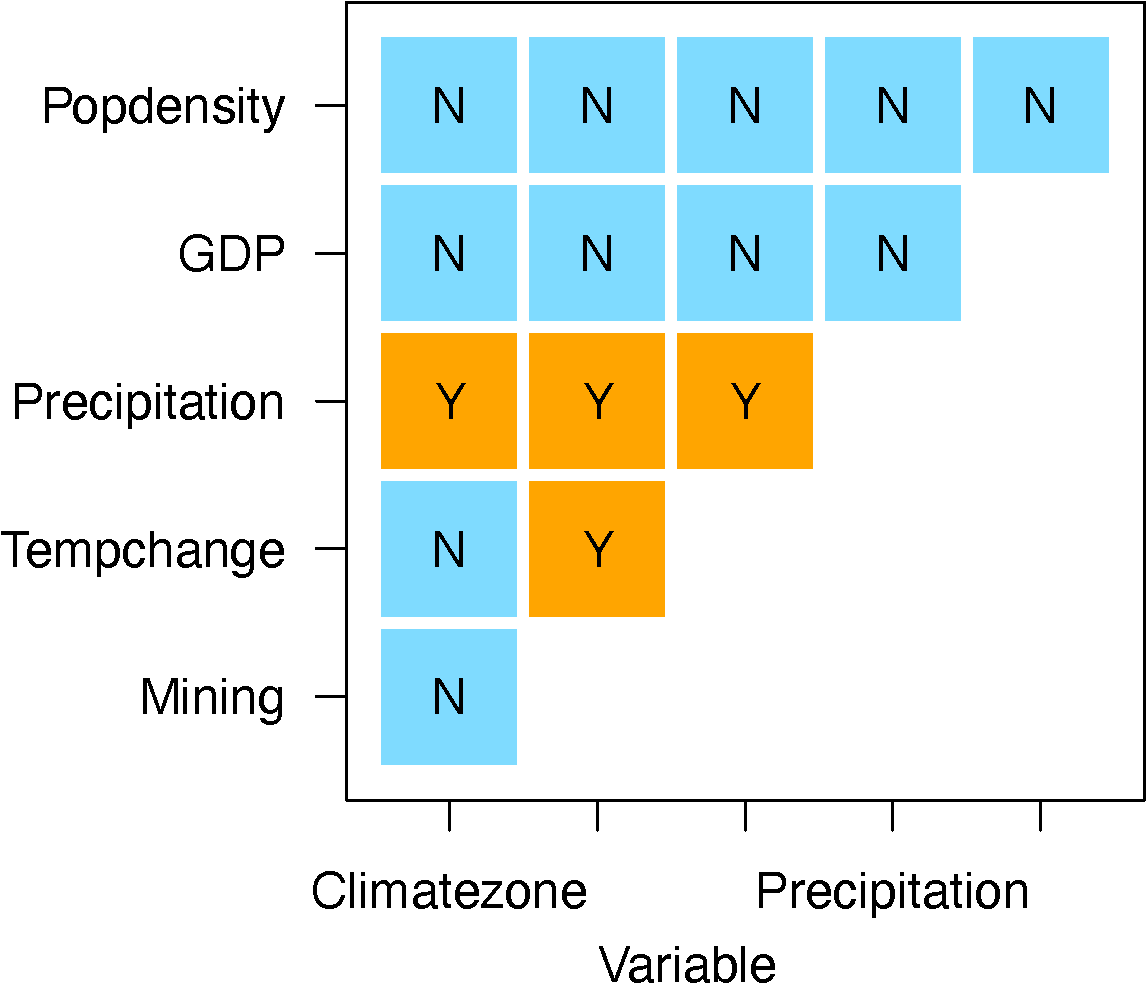 Popdensity N N N N N
GDP N N N N
Precipitation Y Y Y
Tempchange N Y
Mining N
Climatezone Precipitation
Variable